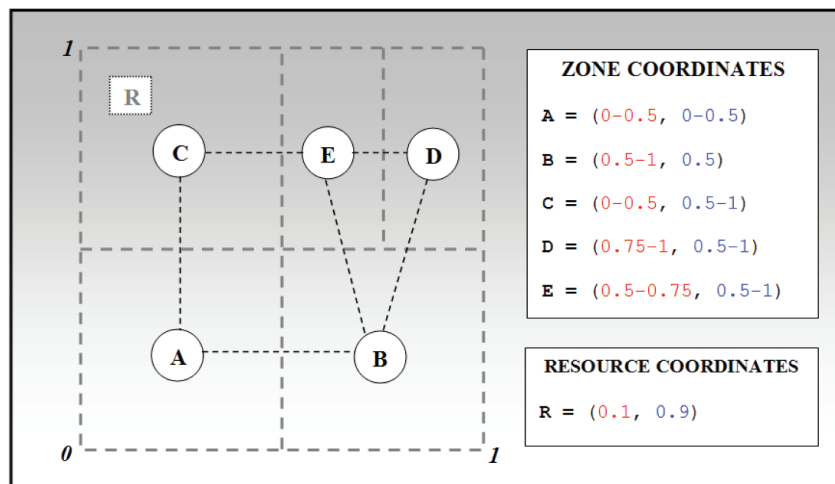 1
R
C
E
D
A
B
0
1
ZONE COORDINATES
A = (0-0.5, 0-0.5)
B = (0.5-1, 0.5)
C = (0-0.5, 0.5-1)
D = (0.75-1, 0.5-1)
E = (0.5-0.75, 0.5-1)
RESOURCE COORDINATES
R = (0.1, 0.9)